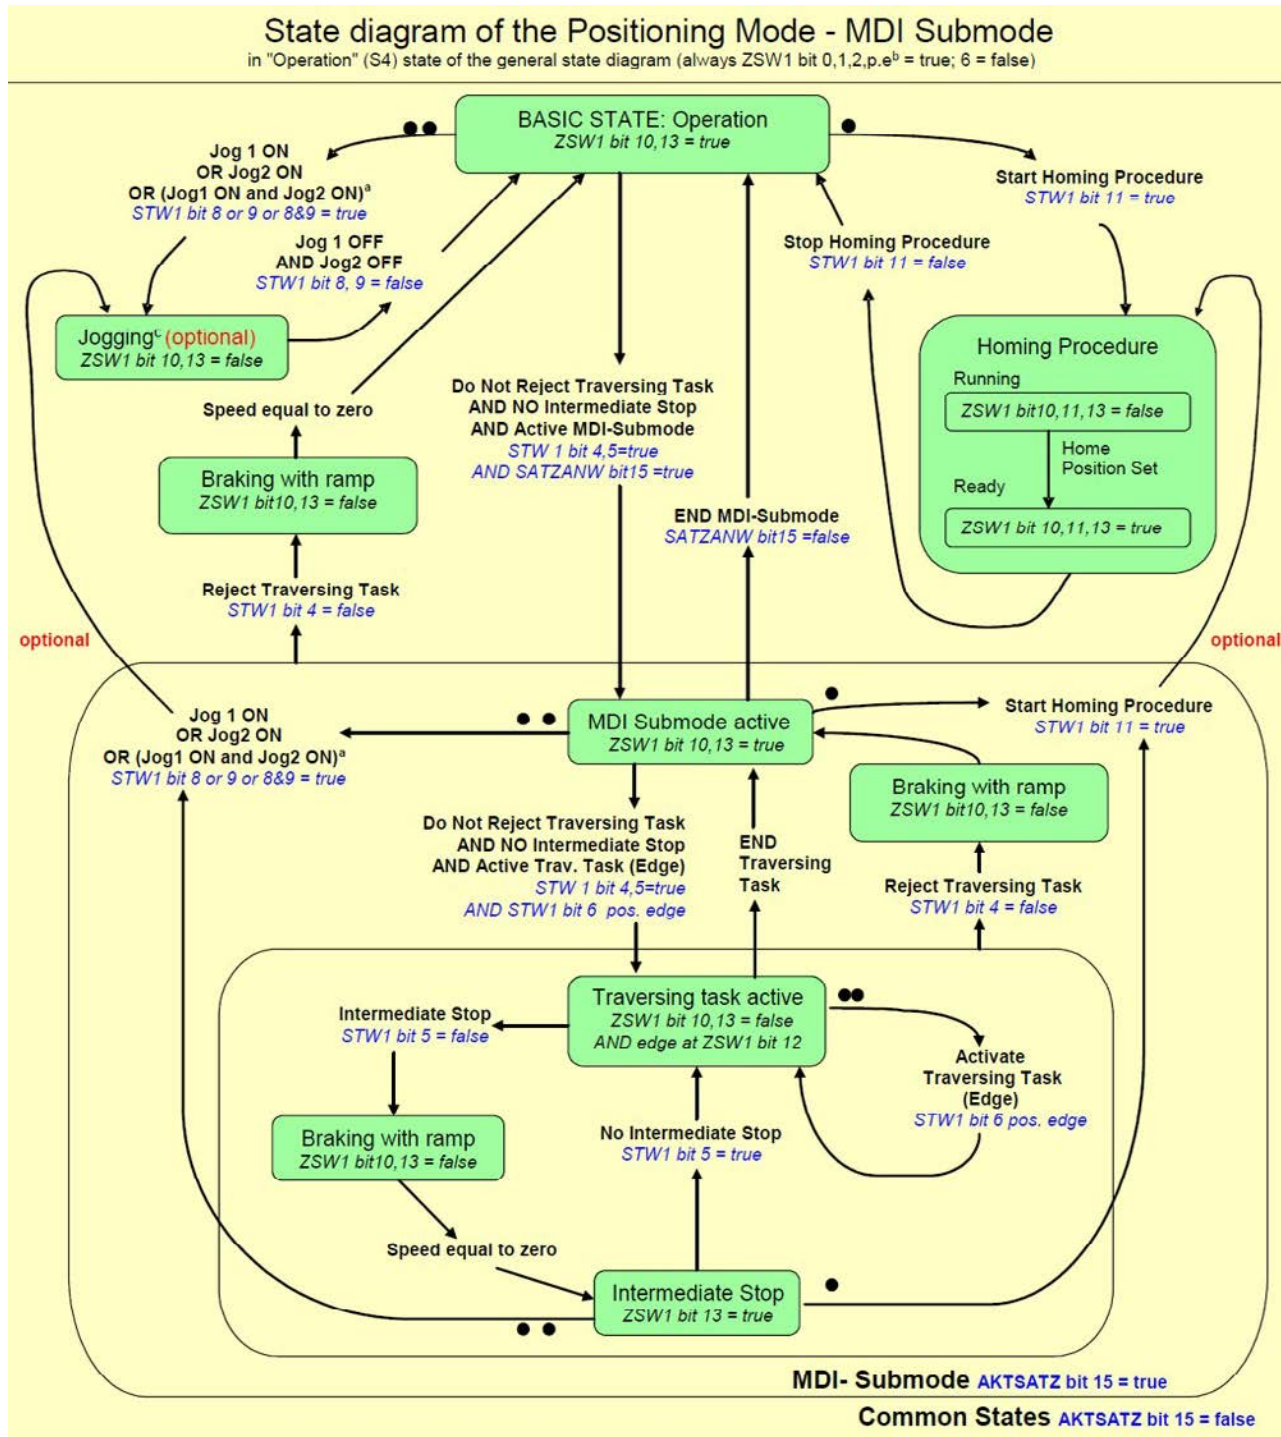 State diagram of the Positioning Mode - MDI Submode
in "Operation" (S4) state of the general state diagram (always ZSW1 bit 0,1,2,p.eᵇ = true; 6 = false)
BASIC STATE: Operation
ZSW1 bit 10,13 = true
Jog 1 ON
OR Jog2 ON
OR (Jog1 ON and Jog2 ON)ᵃ
STW1 bit 8 or 9 or 8&9 = true
Start Homing Procedure
STW1 bit 11 = true
Jog 1 OFF
AND Jog2 OFF
STW1 bit 8, 9 = false
Stop Homing Procedure
STW1 bit 11 = false
Joggingᶜ (optional)
ZSW1 bit 10,13 = false
Homing Procedure
Running
ZSW1 bit10,11,13 = false
Home
Position Set
Ready
ZSW1 bit 10,11,13 = true
Speed equal to zero
Do Not Reject Traversing Task
AND NO Intermediate Stop
AND Active MDI-Submode
STW 1 bit 4,5=true
AND SATZANW bit15 =true
Braking with ramp
ZSW1 bit10,13 = false
END MDI-Submode
SATZANW bit15 =false
Reject Traversing Task
STW1 bit 4 = false
optional
optional
Jog 1 ON
OR Jog2 ON
OR (Jog1 ON and Jog2 ON)ᵃ
STW1 bit 8 or 9 or 8&9 = true
MDI Submode active
ZSW1 bit 10,13 = true
Start Homing Procedure
STW1 bit 11 = true
Braking with ramp
ZSW1 bit10,13 = false
Do Not Reject Traversing Task
AND NO Intermediate Stop
AND Active Trav. Task (Edge)
STW 1 bit 4,5=true
AND STW1 bit 6 pos. edge
END
Traversing
Task
Reject Traversing Task
STW1 bit 4 = false
Traversing task active
ZSW1 bit 10,13 = false
AND edge at ZSW1 bit 12
Intermediate Stop
STW1 bit 5 = false
Activate
Traversing Task
(Edge)
STW1 bit 6 pos. edge
Braking with ramp
ZSW1 bit10,13 = false
No Intermediate Stop
STW1 bit 5 = true
Speed equal to zero
Intermediate Stop
ZSW1 bit 13 = true
MDI- Submode AKTSATZ bit 15 = true
Common States AKTSATZ bit 15 = false